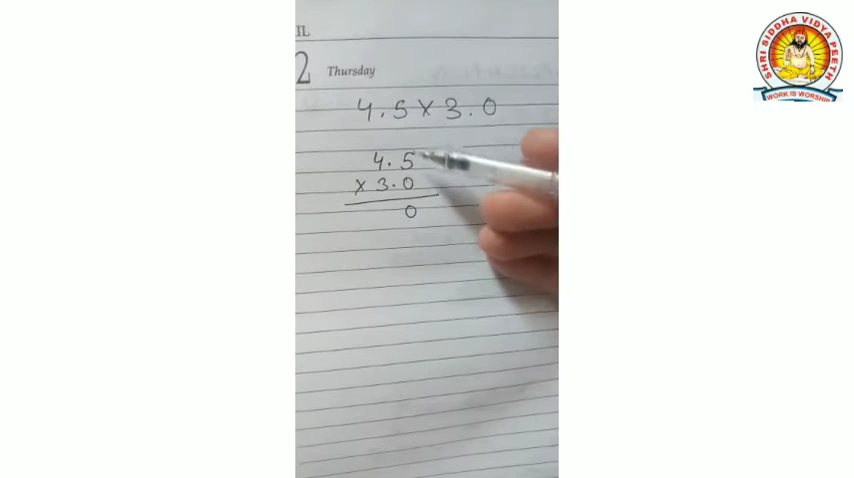 IL
2 Thursday
4.5 x 3.0
4.5
x 3.0
0
SHRI SIDDHA VIDYA PEETH
WORK IS WORSHIP